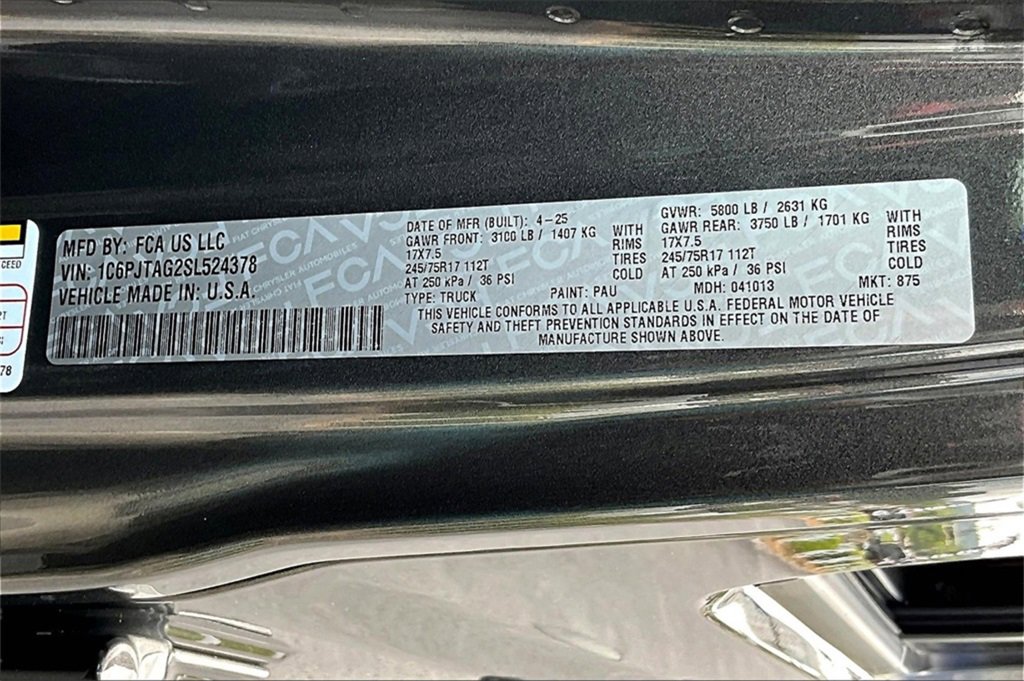 MFD BY: FCA US LLC
VIN: 1C6PJTAG2SL524378
VEHICLE MADE IN: U.S.A.
DATE OF MFR (BUILT): 4-25
GAWR FRONT: 3100 LB / 1407 KG WITH
17X7.5 RIMS
245/75R17 112T TIRES
AT 250 kPa / 36 PSI COLD
GVWR: 5800 LB / 2631 KG
GAWR REAR: 3750 LB / 1701 KG WITH
17X7.5 RIMS
245/75R17 112T TIRES
AT 250 kPa / 36 PSI COLD
TYPE: TRUCK PAINT: PAU MDH: 041013 MKT: 875
THIS VEHICLE CONFORMS TO ALL APPLICABLE U.S.A. FEDERAL MOTOR VEHICLE
SAFETY AND THEFT PREVENTION STANDARDS IN EFFECT ON THE DATE OF
MANUFACTURE SHOWN ABOVE.
CEED
78